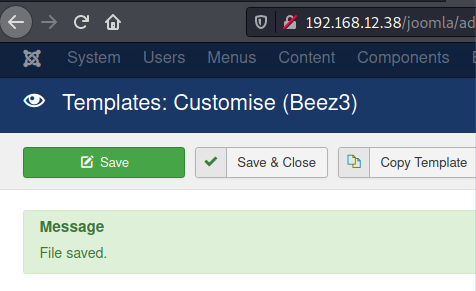 192.168.12.38/joomla/ad
System Users Menus Content Components
Templates: Customise (Beez3)
Save Save & Close Copy Template
Message
File saved.